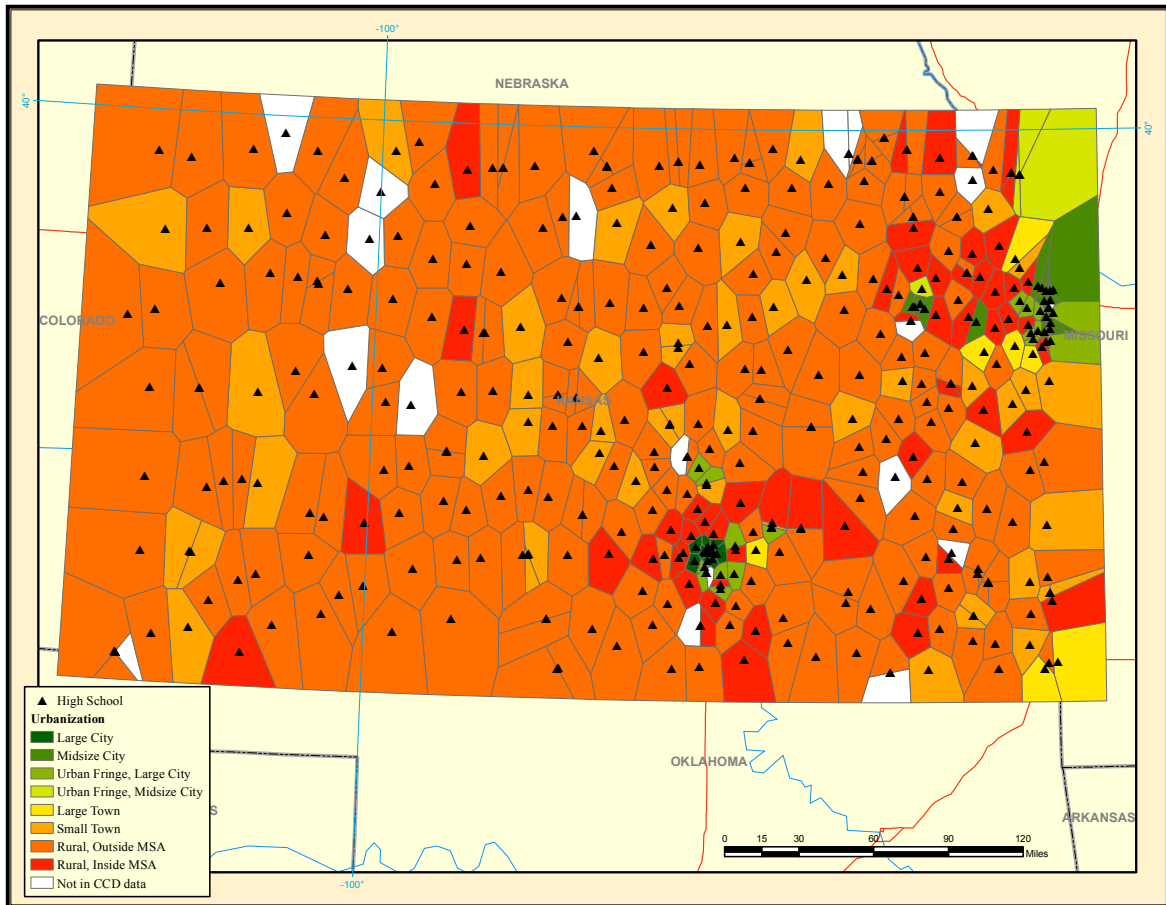 -100°
NEBRASKA
40°
40°
COLORADO
MISSOURI
KANSAS
High School
Urbanization
Large City
Midsize City
Urban Fringe, Large City
Urban Fringe, Midsize City
Large Town
Small Town
Rural, Outside MSA
Rural, Inside MSA
Not in CCD data
S
OKLAHOMA
ARKANSAS
0 15 30 60 90 120
Miles
-100°